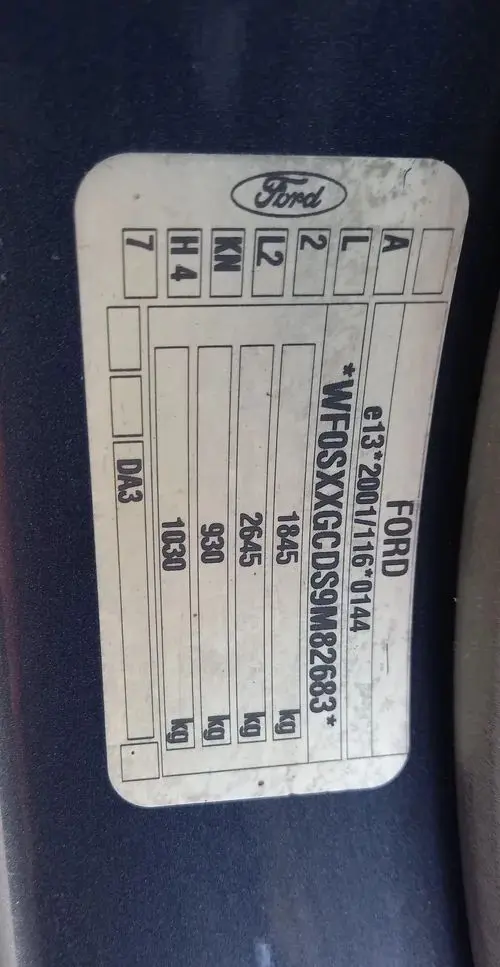 Ford
FORD
e13*2001/116*0144
*WF0SXXGCDS9M82683*
1845 kg
2645 kg
930 kg
1030 kg
DA3
A
L
2
L2
KN
H 4
7